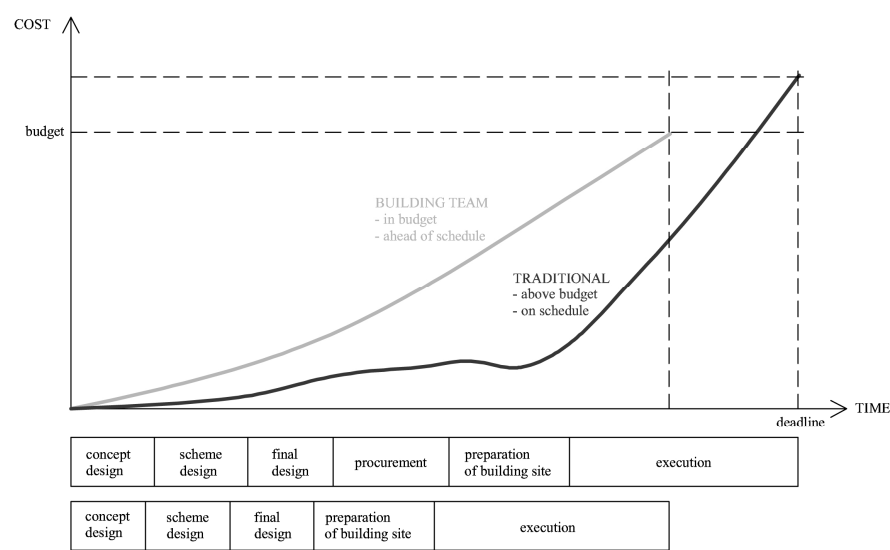 COST
budget
BUILDING TEAM
- in budget
- ahead of schedule
TRADITIONAL
- above budget
- on schedule
TIME
deadline
concept
design
scheme
design
final
design
procurement
preparation
of building site
execution
concept
design
scheme
design
final
design
preparation
of building site
execution